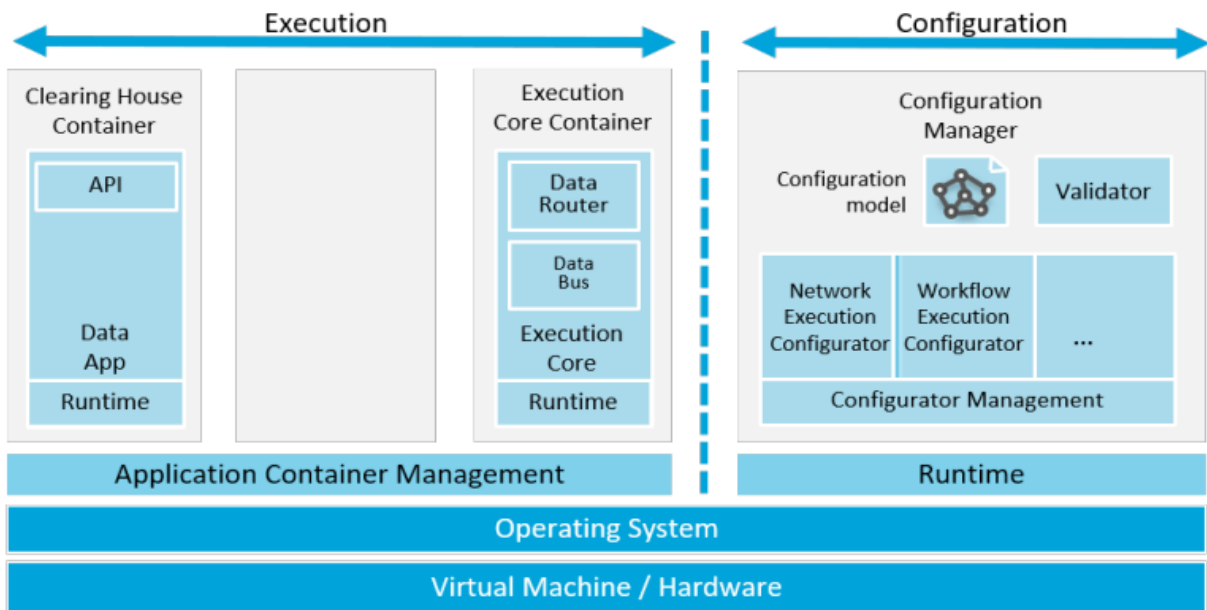 Execution
Configuration
Clearing House
Container
API
Data
App
Runtime
Execution
Core Container
Data
Router
Data
Bus
Execution
Core
Runtime
Application Container Management
Configuration
Manager
Configuration
model
Validator
Network
Execution
Configurator
Workflow
Execution
Configurator
...
Configurator Management
Runtime
Operating System
Virtual Machine / Hardware